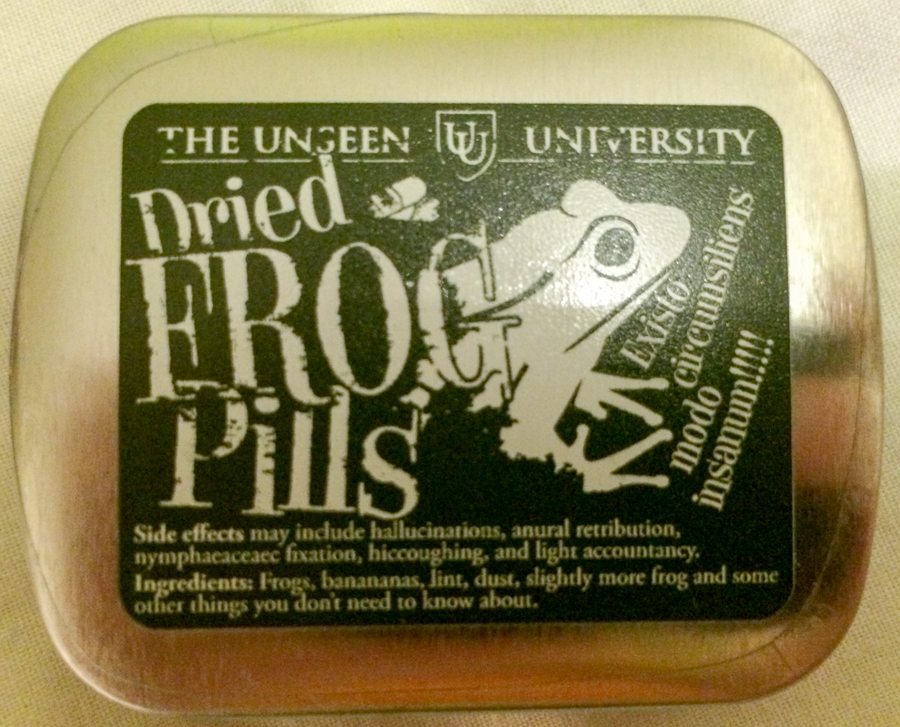 THE UNSEEN UU UNIVERSITY
Dried
FROG
Pills
Existo
circumsiliens
modo
insanum!!!!!
Side effects may include hallucinations, anural retribution,
nymphaeaceaec fixation, hiccoughing, and light accountancy.
Ingredients: Frogs, banananas, lint, dust, slightly more frog and some
other things you don't need to know about.